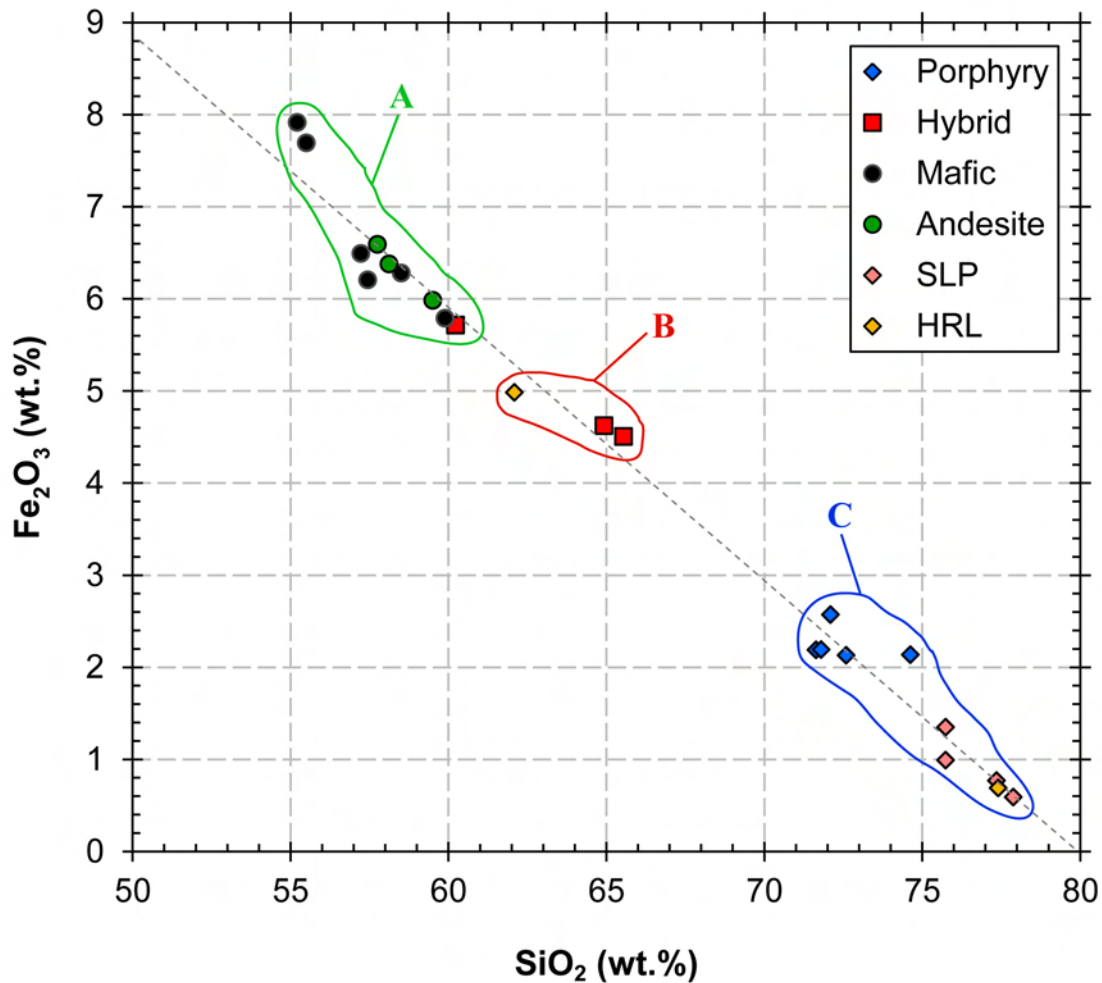 9
8
7
6
5
4
3
2
1
0
50
55
60
65
70
75
80
Fe₂O₃ (wt.%)
SiO₂ (wt.%)
A
B
C
Porphyry
Hybrid
Mafic
Andesite
SLP
HRL